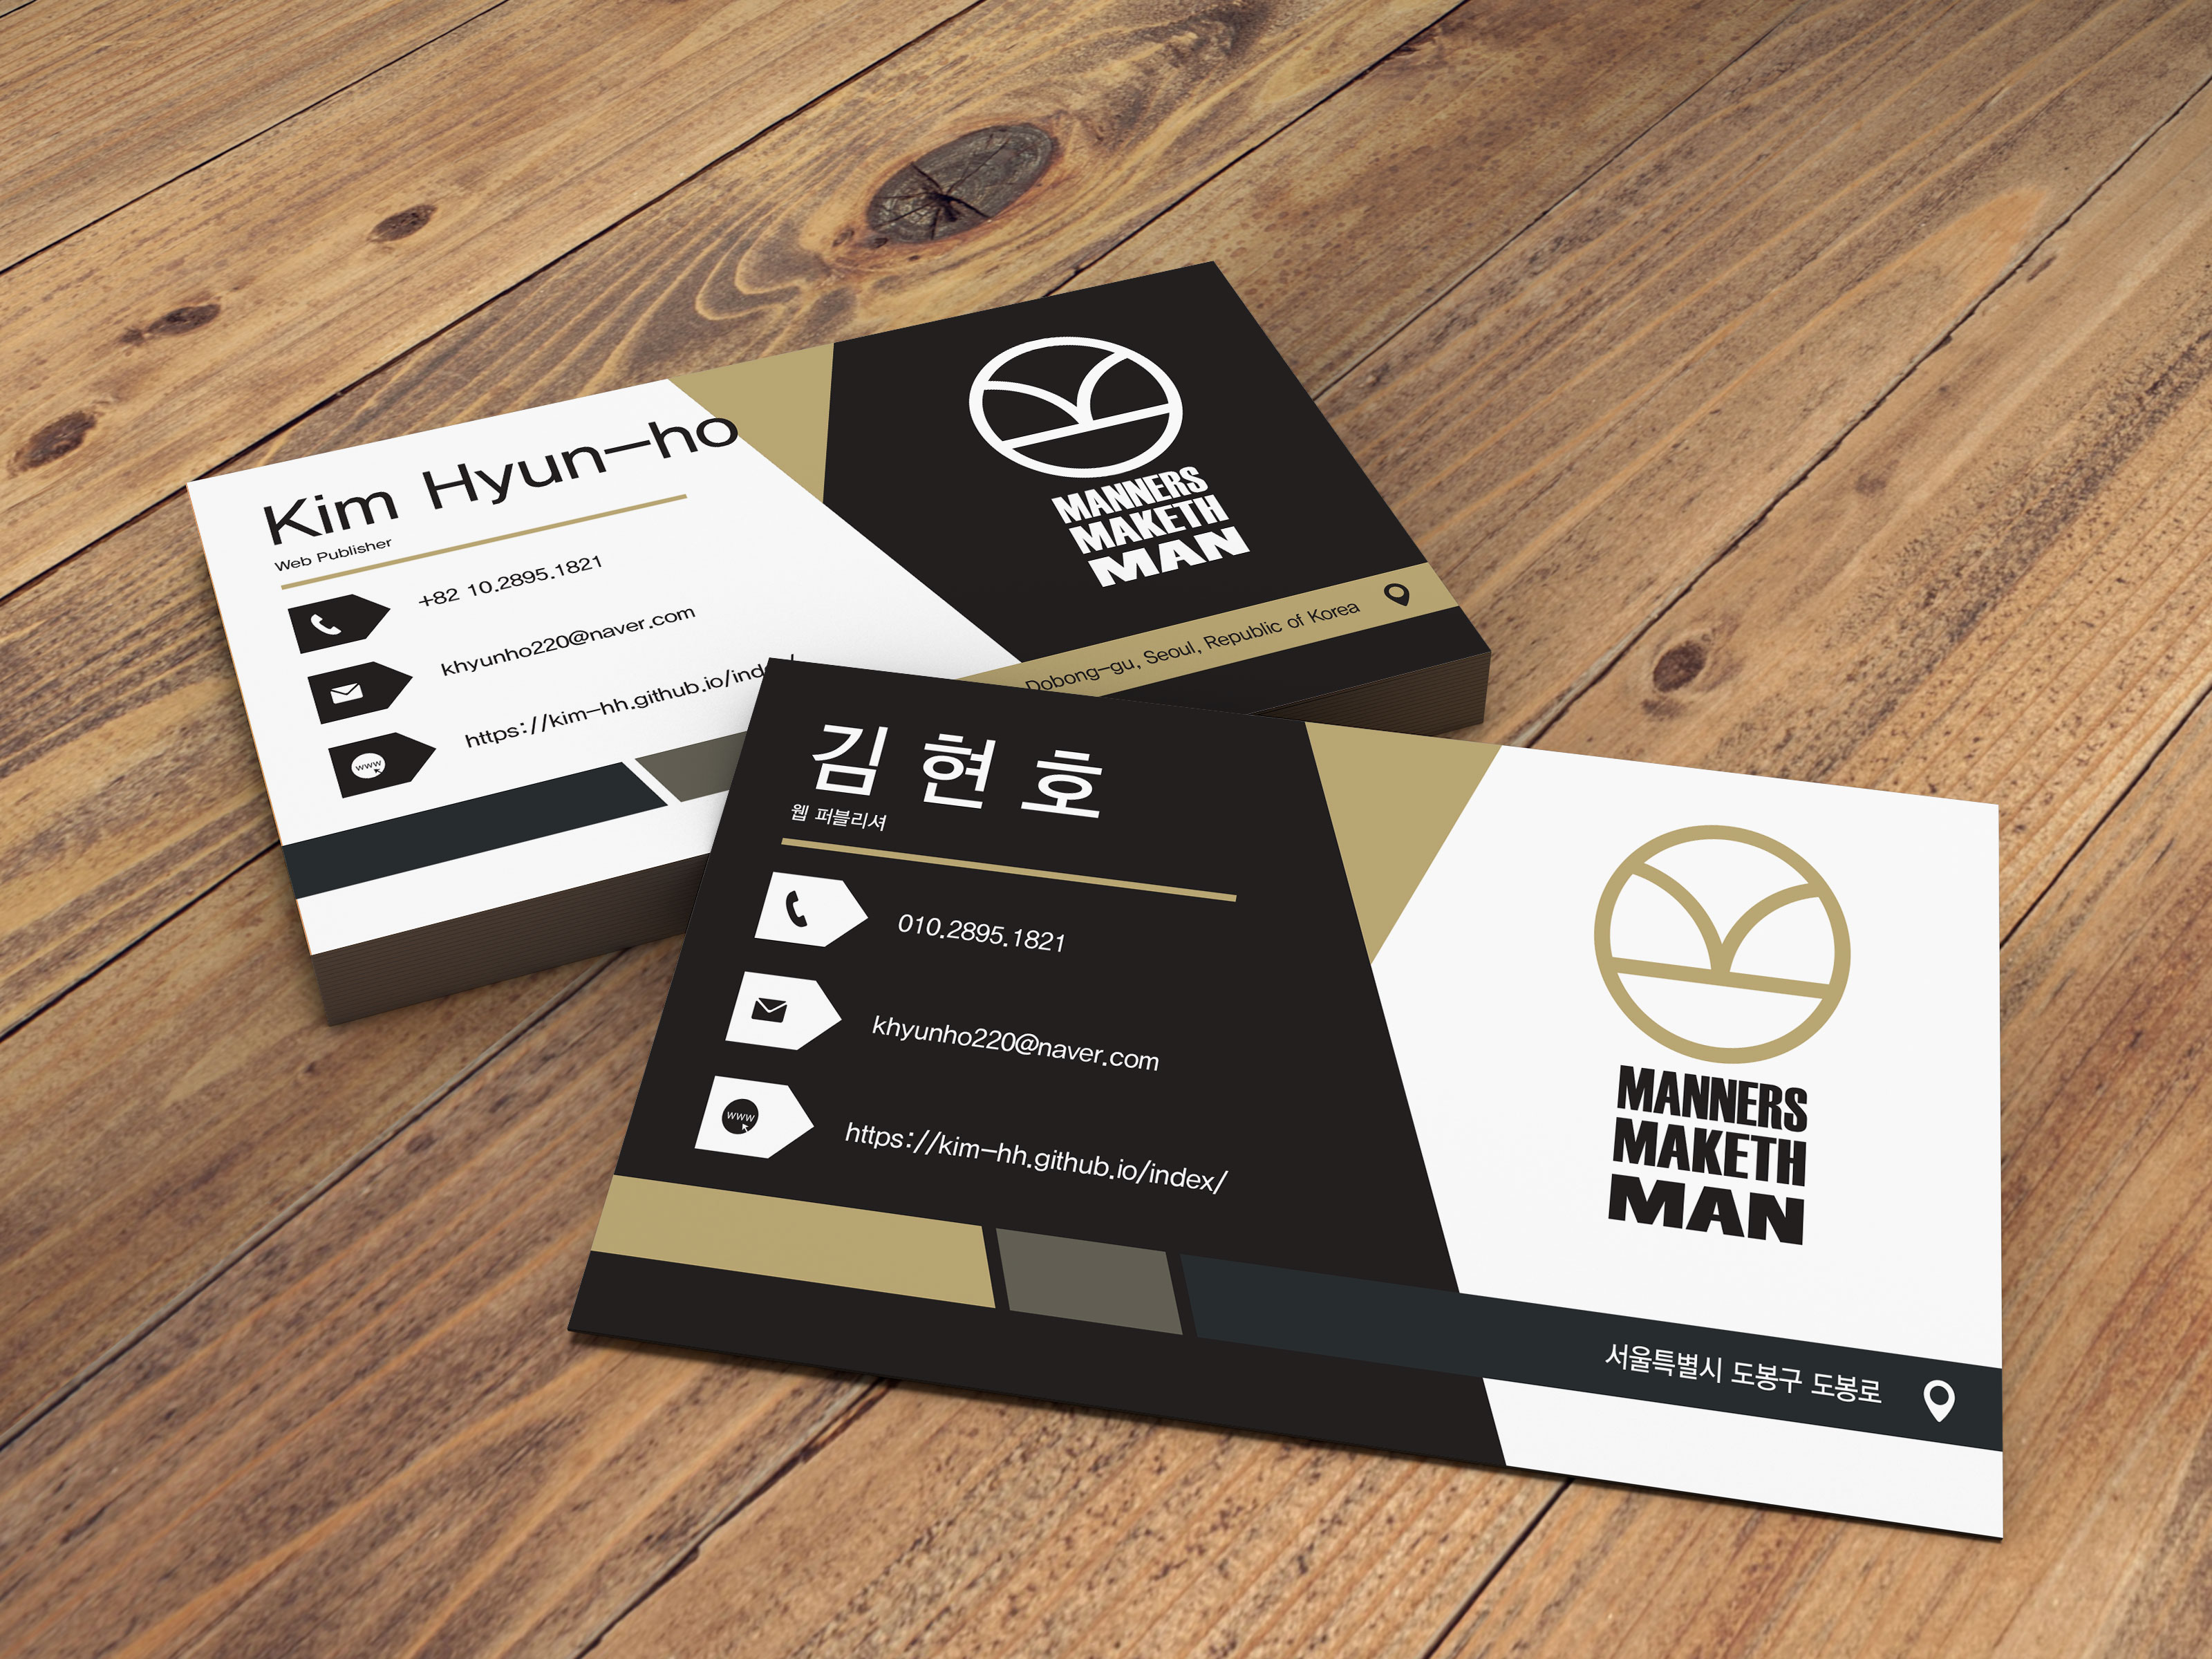 Kim Hyun-ho
Web Publisher
+82 10.2895.1821
khyunho220@naver.com
www
https://kim-hh.github.io/index/
MANNERS
MAKETH
MAN
Dobong-gu, Seoul, Republic of Korea
김 현 호
웹 퍼블리셔
010.2895.1821
khyunho220@naver.com
www
https://kim-hh.github.io/index/
MANNERS
MAKETH
MAN
서울특별시 도봉구 도봉로